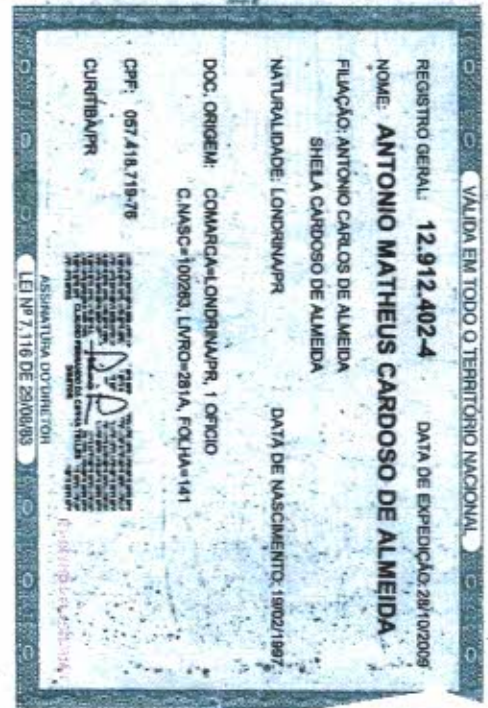 VÁLIDA EM TODO O TERRITÓRIO NACIONAL
REGISTRO GERAL: 12.912.402-4 DATA DE EXPEDIÇÃO: 28/10/2009
NOME: ANTONIO MATHEUS CARDOSO DE ALMEIDA
FILIAÇÃO: ANTONIO CARLOS DE ALMEIDA
SHEILA CARDOSO DE ALMEIDA
NATURALIDADE: LONDRINA/PR DATA DE NASCIMENTO: 19/02/1997
DOC. ORIGEM: COMARCA=LONDRINA/PR, 1 OFICIO
C.NASC=100263, LIVRO=281A, FOLHA=141
CPF: 057.418.719-76
CURITIBA/PR
ASSINATURA DO DIRETOR
LEI Nº 7.116 DE 29/08/83